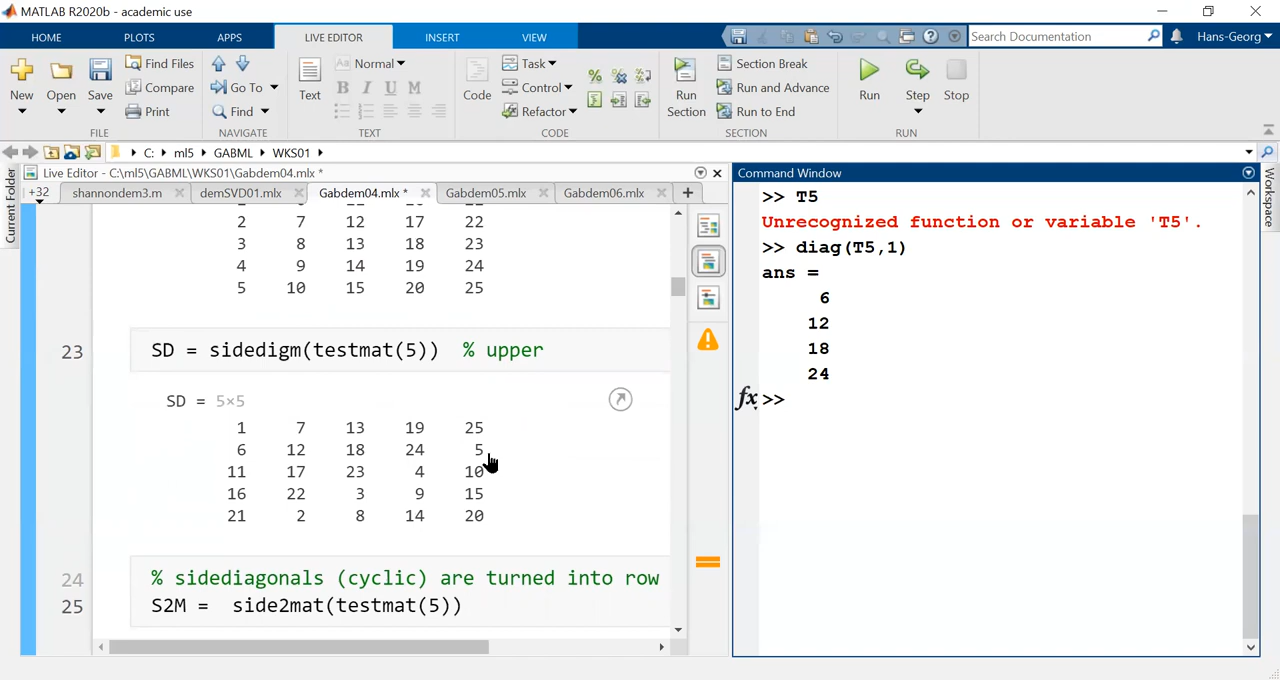 MATLAB R2020b - academic use
HOME PLOTS APPS LIVE EDITOR INSERT VIEW Search Documentation Hans-Georg
New Open Save Find Files Compare Print Go To Find Text Aa Normal B I U M Code Task Control Refactor Run Section Section Break Run and Advance Run to End Run Step Stop
FILE NAVIGATE TEXT CODE SECTION RUN
C: ml5 GABML WKS01
Current Folder
Live Editor - C:\ml5\GABML\WKS01\Gabdem04.mlx *
+32 shannondem3.m demSVD01.mlx Gabdem04.mlx * Gabdem05.mlx Gabdem06.mlx +
2 7 12 17 22
3 8 13 18 23
4 9 14 19 24
5 10 15 20 25
23 SD = sidedigm(testmat(5)) % upper
SD = 5×5
1 7 13 19 25
6 12 18 24 5
11 17 23 4 10
16 22 3 9 15
21 2 8 14 20
24 % sidediagonals (cyclic) are turned into row
25 S2M = side2mat(testmat(5))
Command Window
>> T5
Unrecognized function or variable 'T5'.
>> diag(T5,1)
ans =
6
12
18
24
fx >>
Workspace